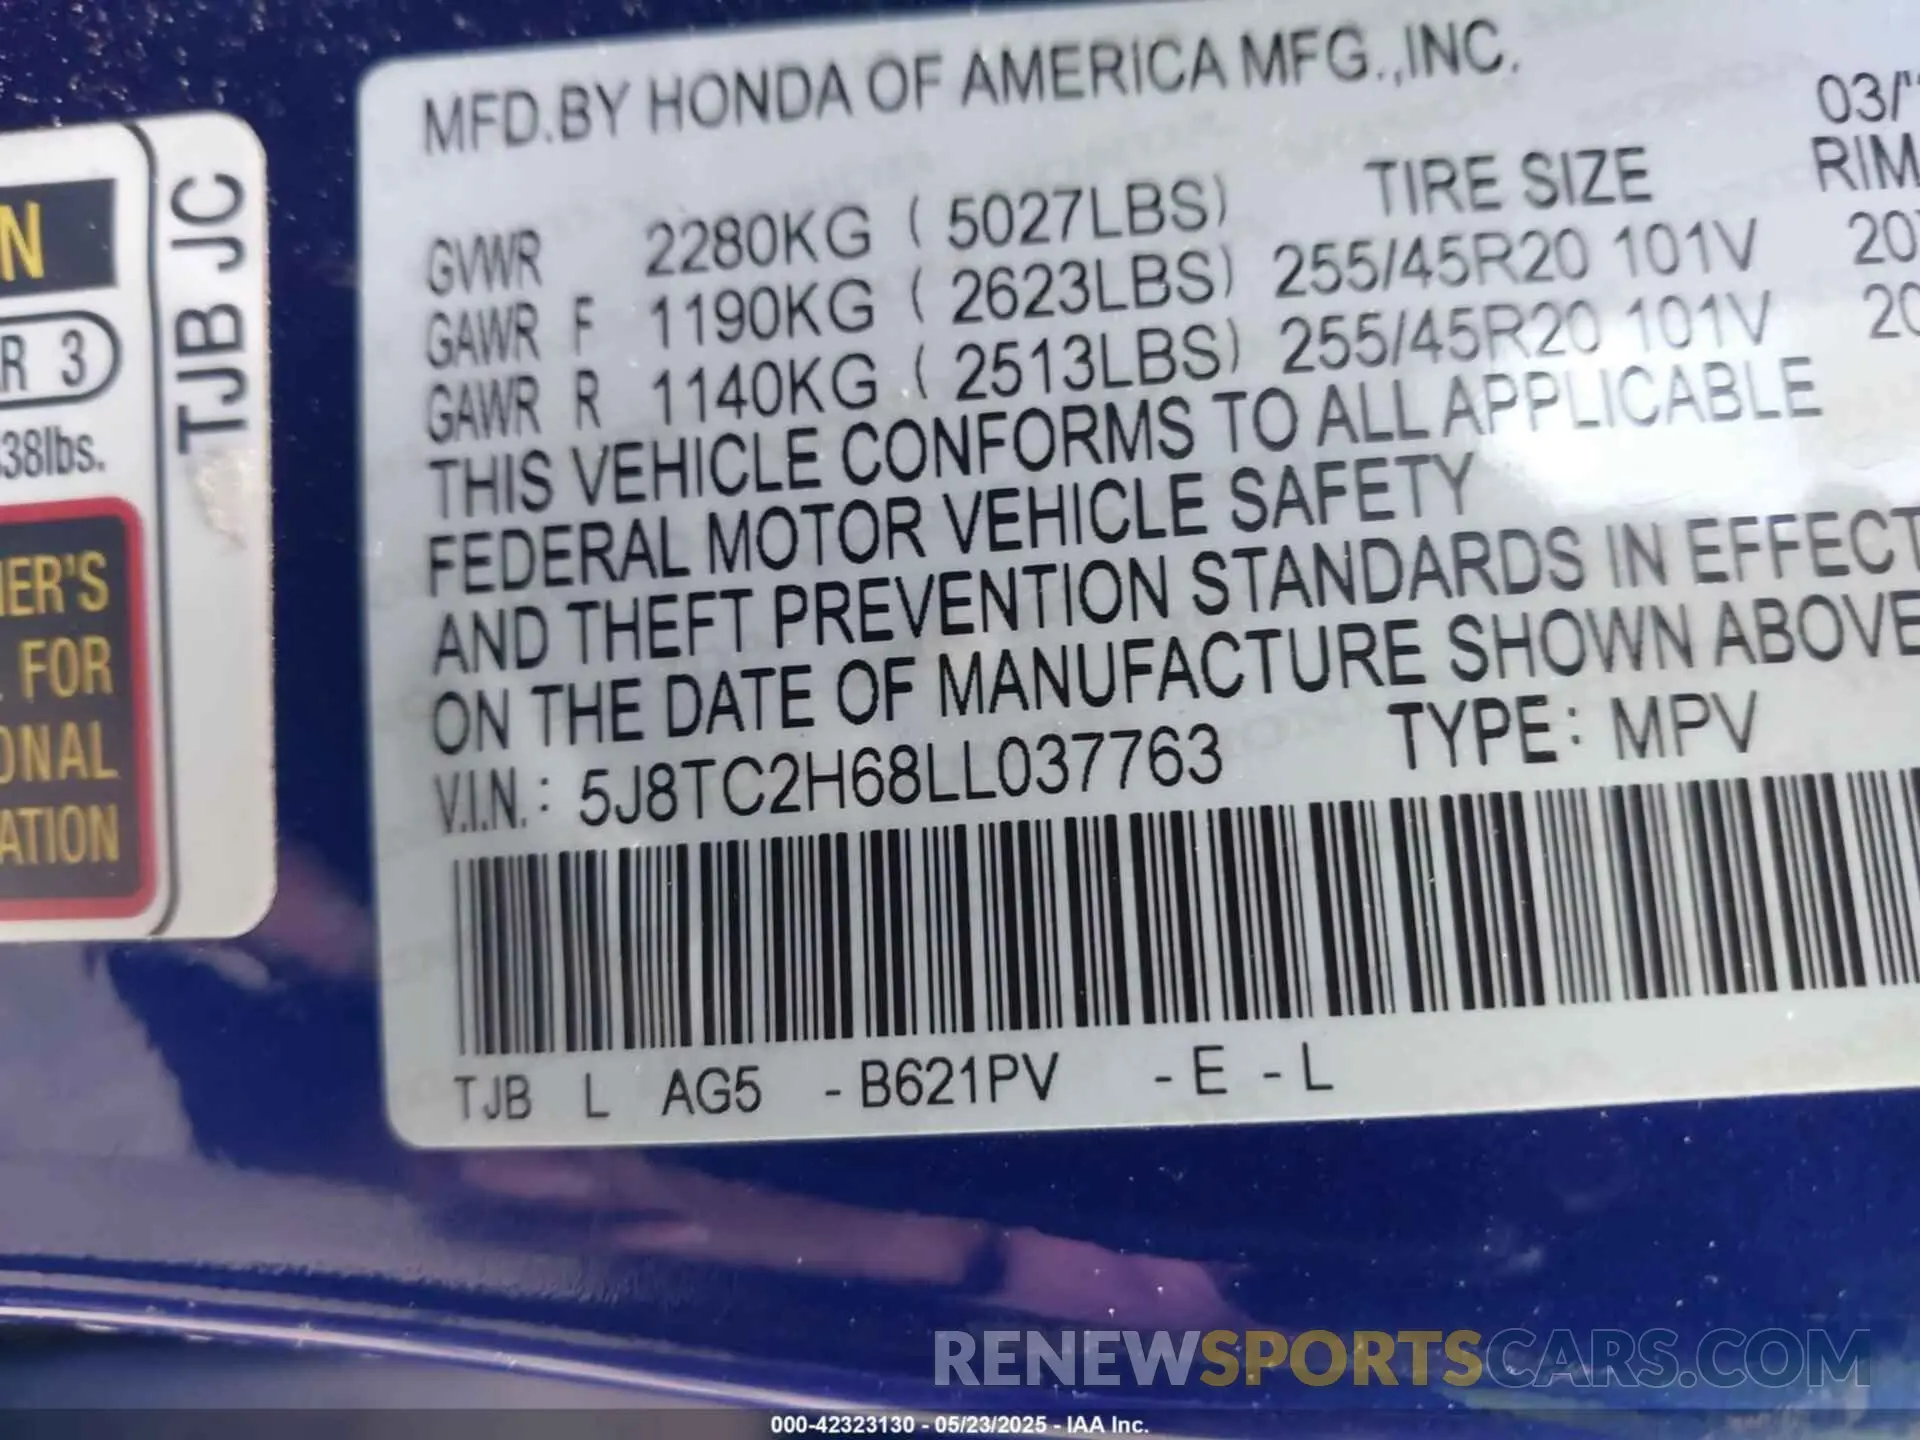 MFD.BY HONDA OF AMERICA MFG.,INC.
03/
TIRE SIZE RIM
GVWR 2280KG ( 5027LBS)
GAWR F 1190KG ( 2623LBS) 255/45R20 101V
GAWR R 1140KG ( 2513LBS) 255/45R20 101V
THIS VEHICLE CONFORMS TO ALL APPLICABLE
FEDERAL MOTOR VEHICLE SAFETY
AND THEFT PREVENTION STANDARDS IN EFFECT
ON THE DATE OF MANUFACTURE SHOWN ABOVE
V.I.N.: 5J8TC2H68LL037763 TYPE: MPV
TJB L AG5 - B621PV - E - L
TJB JC
N
R 3
38lbs.
ER'S
FOR
ONAL
ATION
RENEWSPORTSCARS.COM
000-42323130 - 05/23/2025 - IAA Inc.